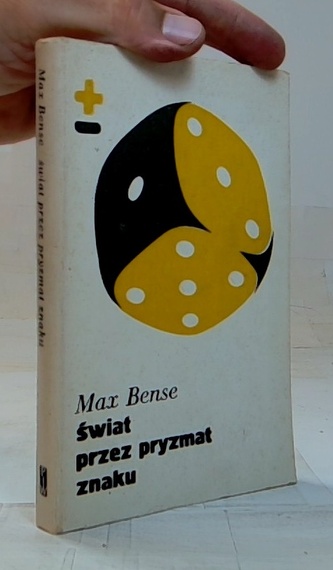 Max Bense świat przez pryzmat znaku
Max Bense
świat
przez pryzmat
znaku